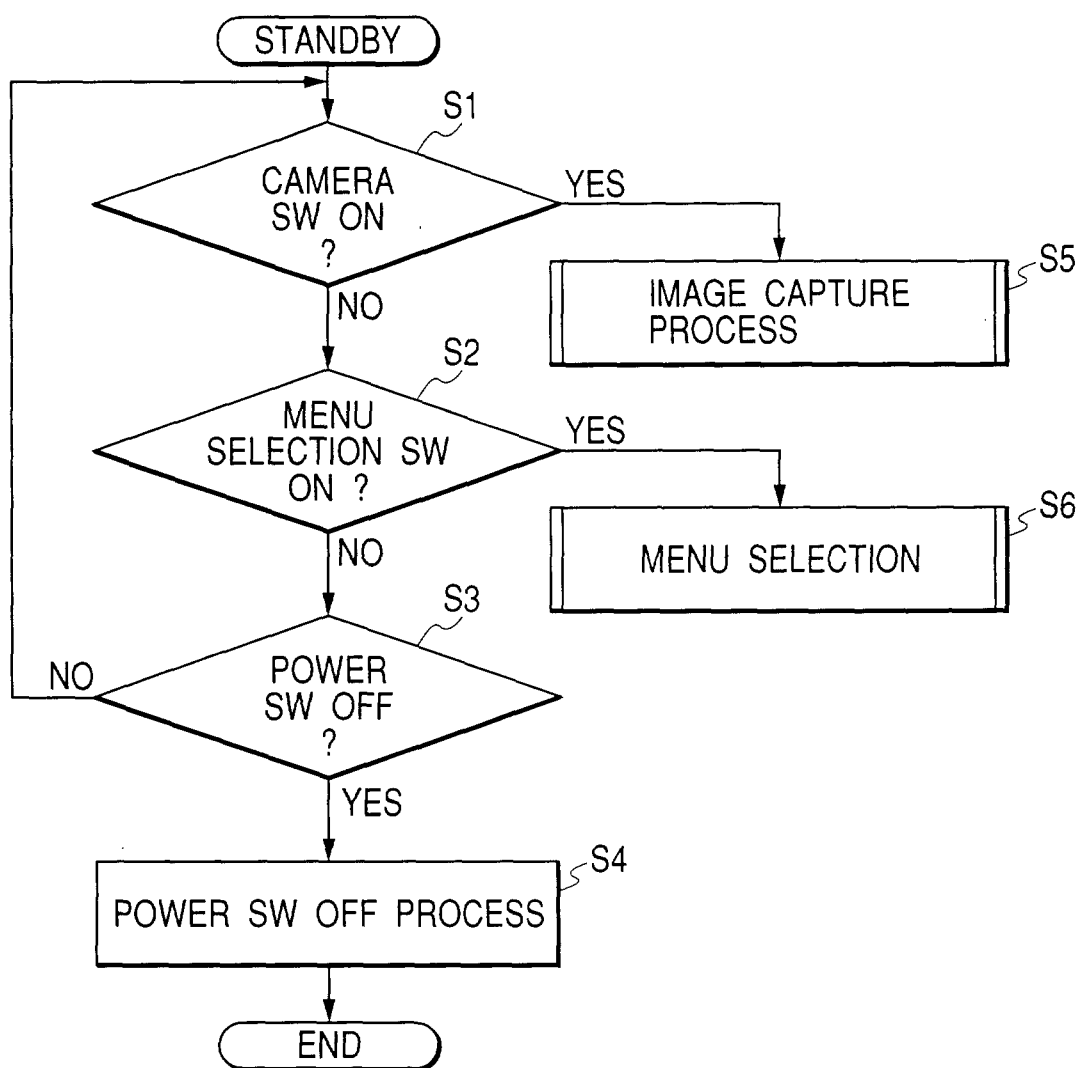 STANDBY
S1
CAMERA
SW ON
?
YES
NO
S5
IMAGE CAPTURE
PROCESS
S2
MENU
SELECTION SW
ON ?
YES
NO
S6
MENU SELECTION
S3
POWER
SW OFF
?
NO
YES
S4
POWER SW OFF PROCESS
END